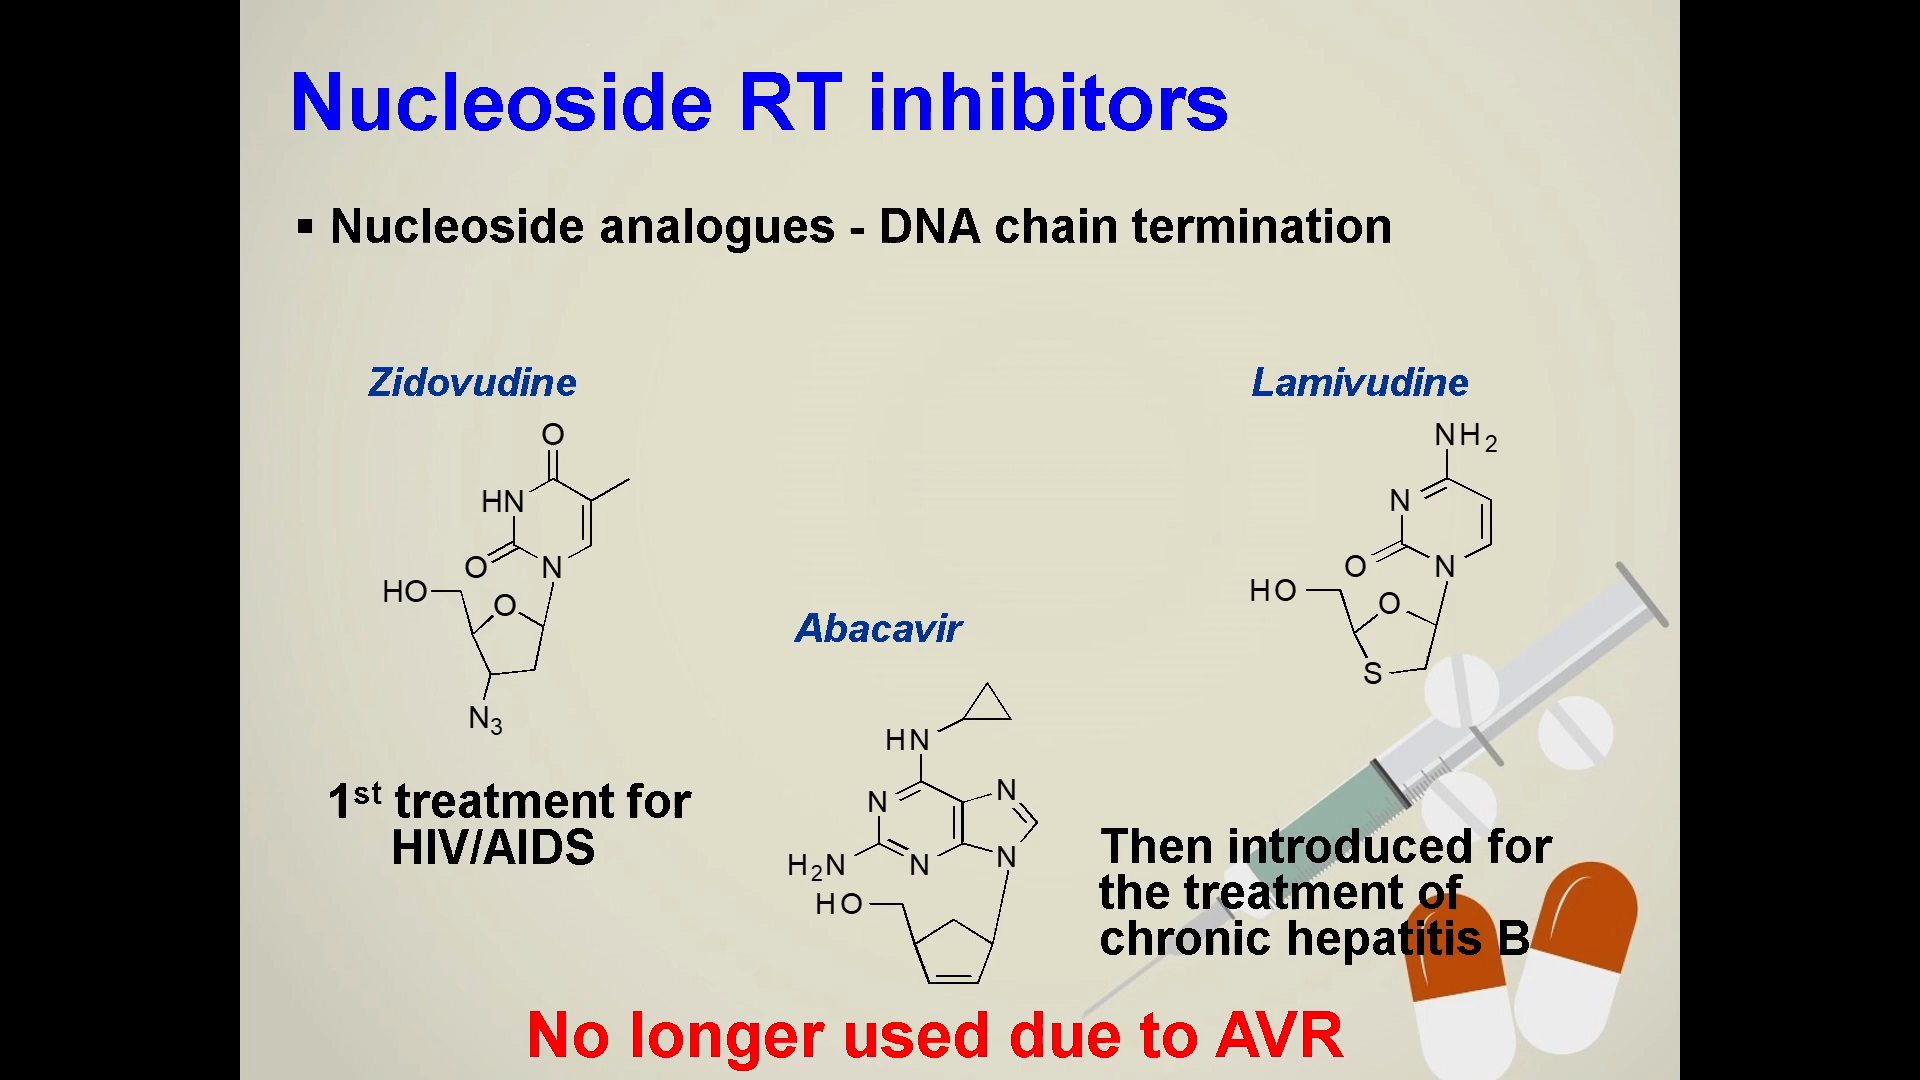 Nucleoside RT inhibitors
▪ Nucleoside analogues - DNA chain termination
Zidovudine
Lamivudine
O
HN
O
N
HO
O
N3
NH2
N
O
N
HO
O
S
Abacavir
HN
N
N
H2N
N
N
HO
1st treatment for
HIV/AIDS
Then introduced for
the treatment of
chronic hepatitis B
No longer used due to AVR